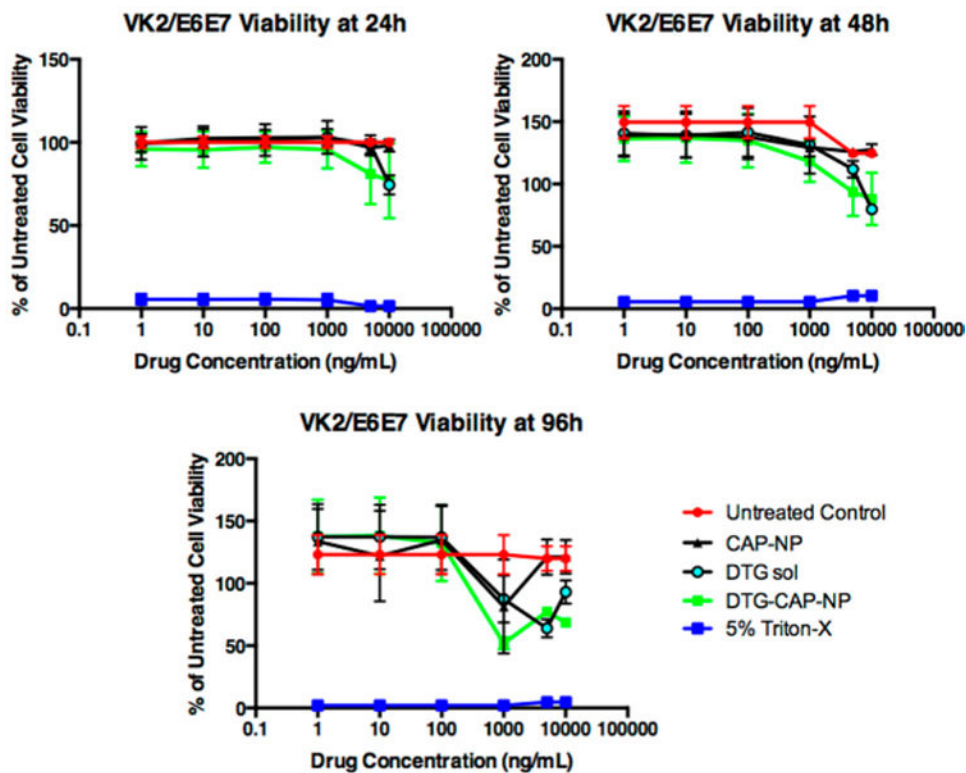 VK2/E6E7 Viability at 24h
% of Untreated Cell Viability
150
100
50
0
0.1 1 10 100 1000 10000 100000
Drug Concentration (ng/mL)
VK2/E6E7 Viability at 48h
% of Untreated Cell Viability
200
150
100
50
0
0.1 1 10 100 1000 10000 100000
Drug Concentration (ng/mL)
VK2/E6E7 Viability at 96h
% of Untreated Cell Viability
200
150
100
50
0
0.1 1 10 100 1000 10000 100000
Drug Concentration (ng/mL)
Untreated Control
CAP-NP
DTG sol
DTG-CAP-NP
5% Triton-X